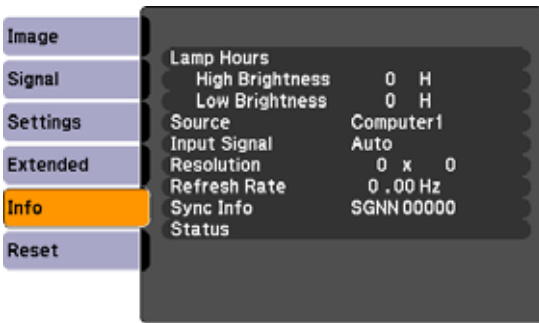 Image
Signal
Settings
Extended
Info
Reset
Lamp Hours
High Brightness 0 H
Low Brightness 0 H
Source Computer1
Input Signal Auto
Resolution 0 x 0
Refresh Rate 0.00 Hz
Sync Info SGNN 00000
Status